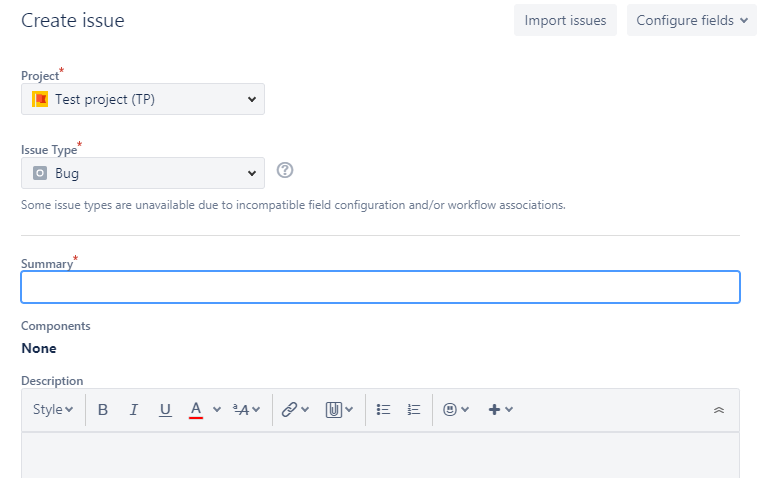 Create issue
Import issues
Configure fields
Project*
Test project (TP)
Issue Type*
Bug
?
Some issue types are unavailable due to incompatible field configuration and/or workflow associations.
Summary*
Components
None
Description
Style B I U A ªA